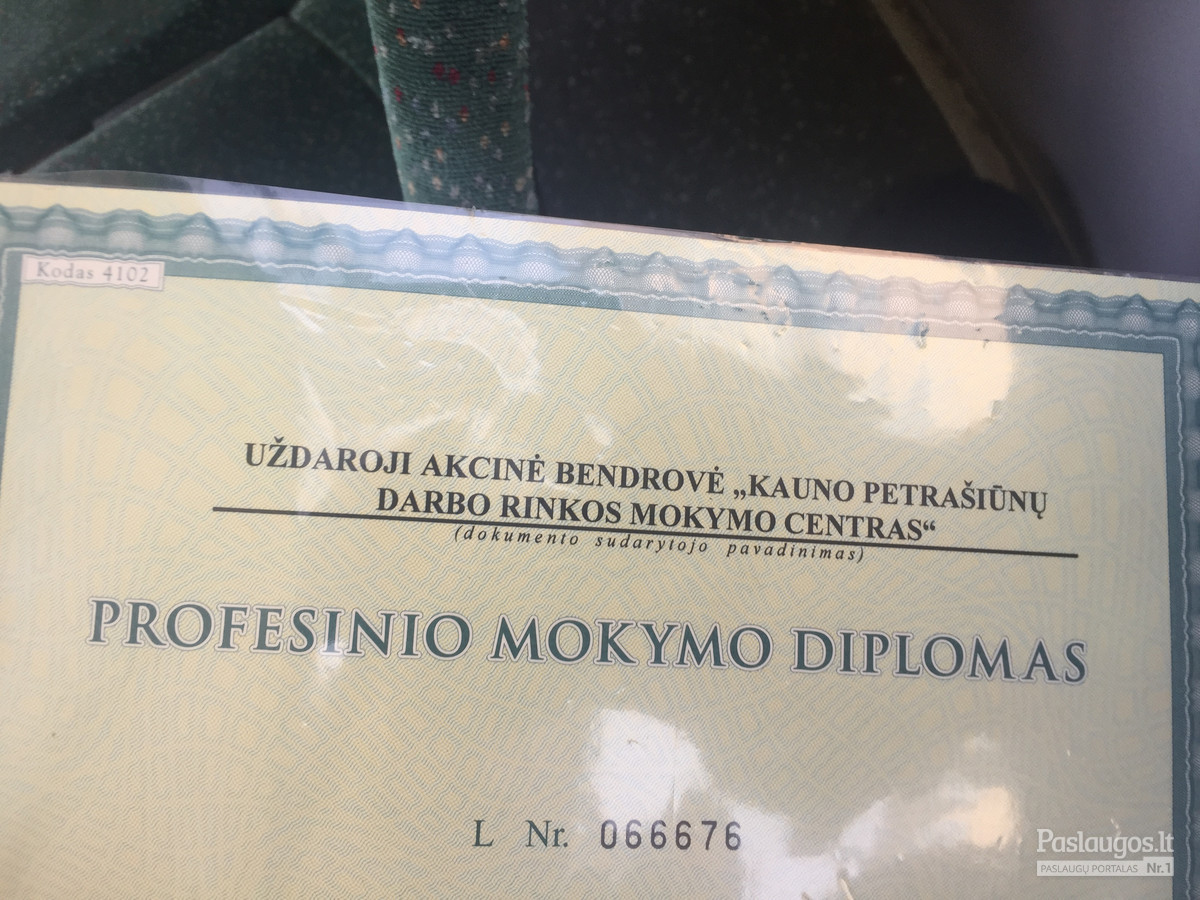 Kodas 4102
UŽDAROJI AKCINĖ BENDROVĖ „KAUNO PETRAŠIŪNŲ
DARBO RINKOS MOKYMO CENTRAS“
(dokumento sudarytojo pavadinimas)
PROFESINIO MOKYMO DIPLOMAS
L Nr. 066676
Paslaugos.lt
PASLAUGŲ PORTALAS Nr.1